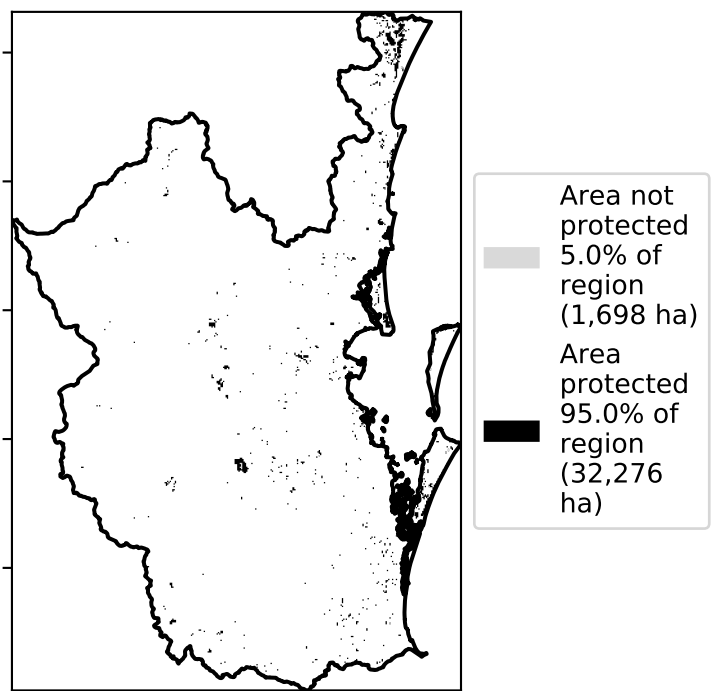 Area not
protected
5.0% of
region
(1,698 ha)
Area
protected
95.0% of
region
(32,276
ha)